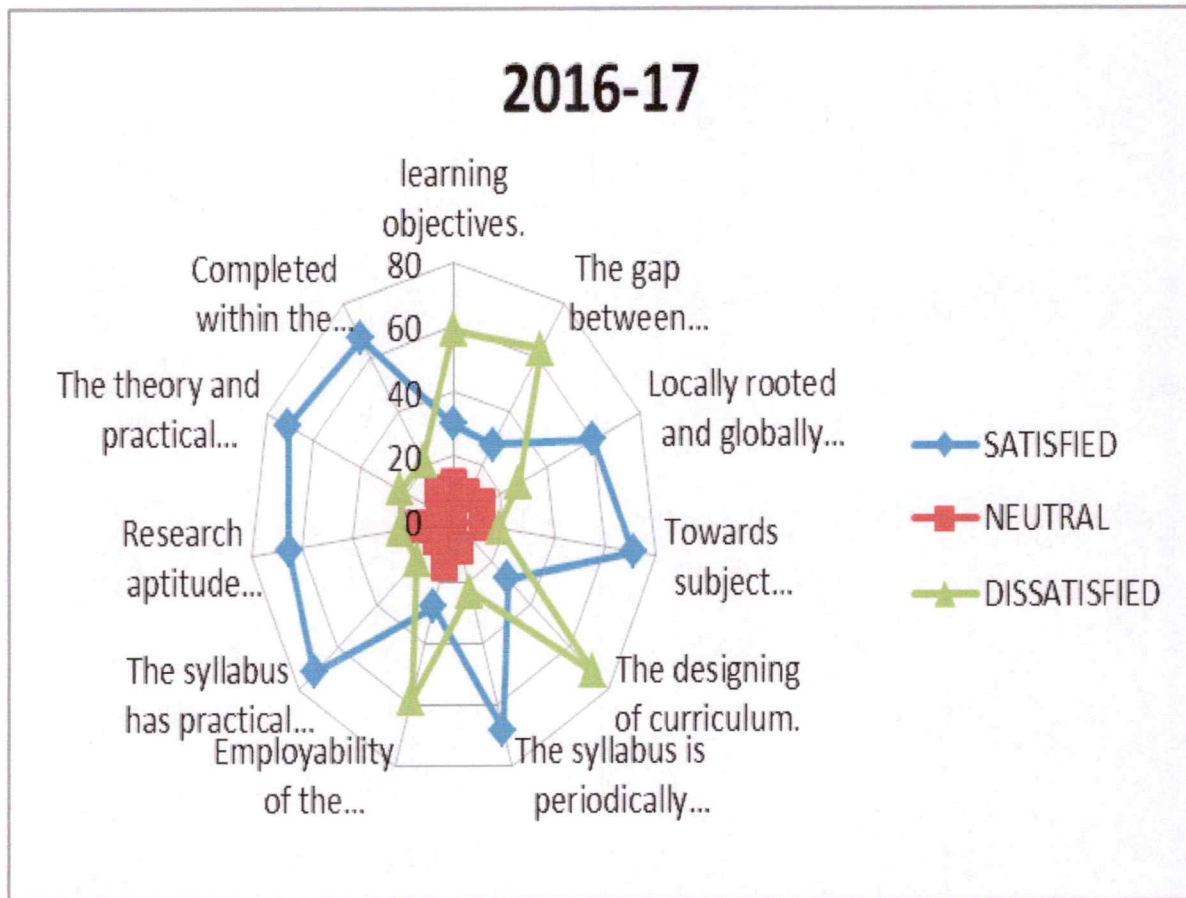 2016-17
learning
objectives.
The gap
between...
Locally rooted
and globally...
Towards
subject...
The designing
of curriculum.
The syllabus is
periodically...
Employability
of the...
The syllabus
has practical...
Research
aptitude...
The theory and
practical...
Completed
within the...
80
60
40
20
0
SATISFIED
NEUTRAL
DISSATISFIED